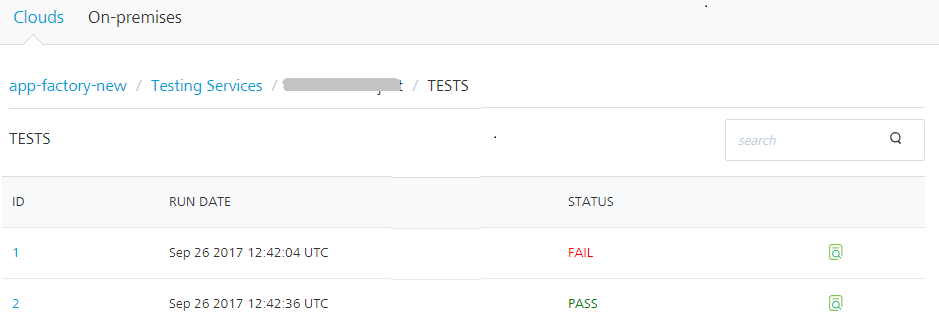 Clouds On-premises
app-factory-new / Testing Services / / TESTS
TESTS
search
ID RUN DATE STATUS
1 Sep 26 2017 12:42:04 UTC FAIL
2 Sep 26 2017 12:42:36 UTC PASS